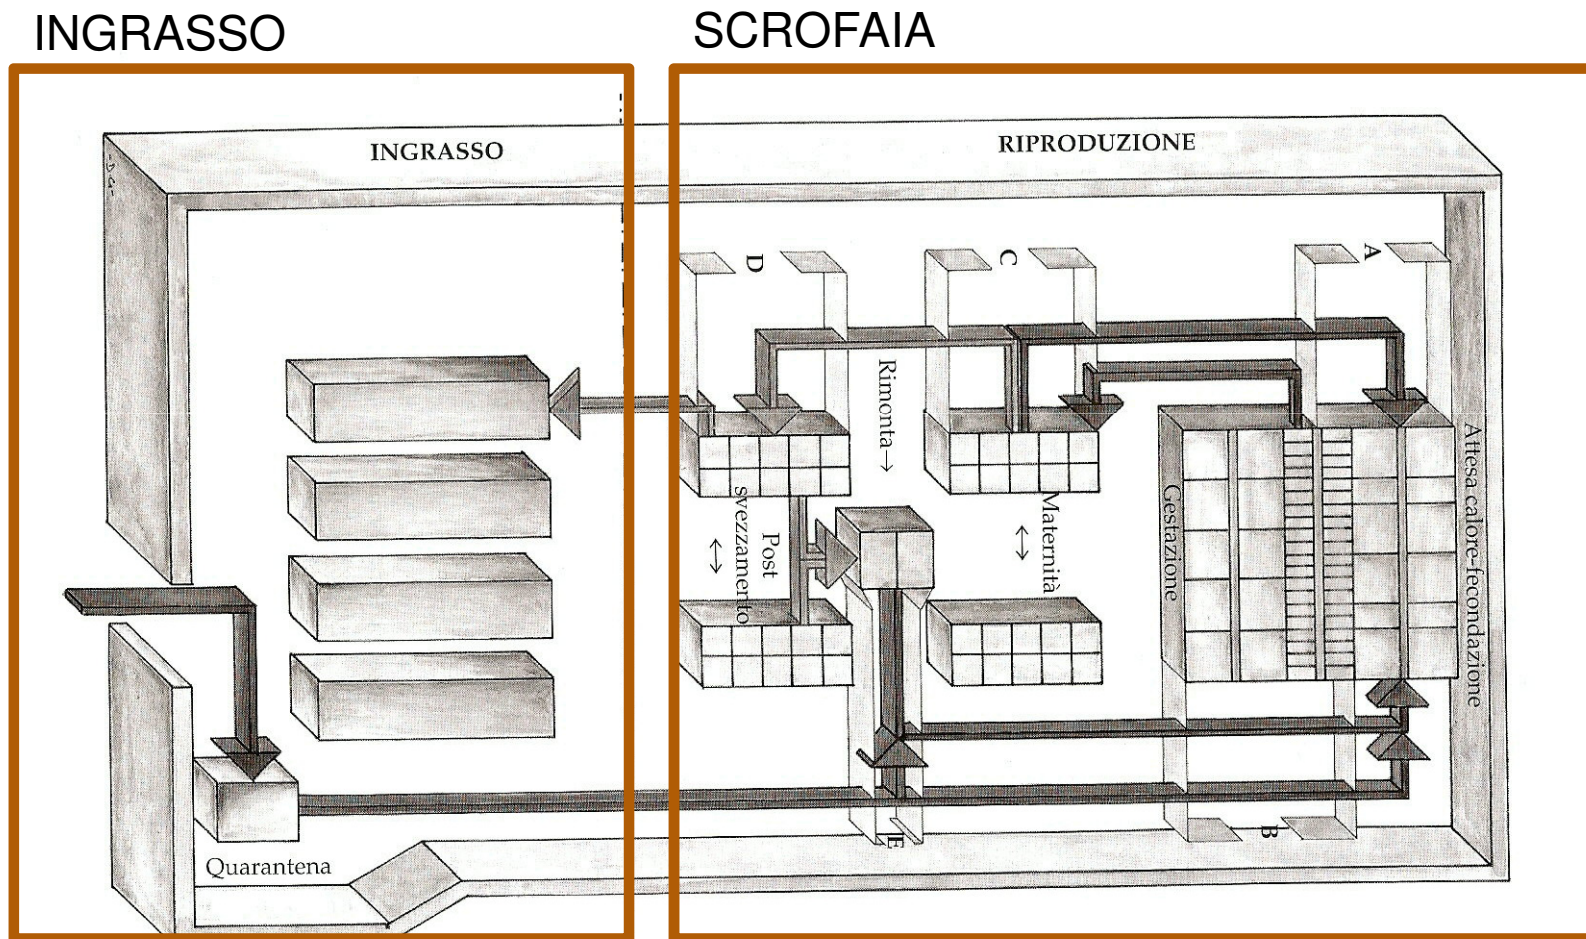 INGRASSO
SCROFAIA
INGRASSO
RIPRODUZIONE
D
C
A
Rimonta→
Maternità
↔
Post
svezzamento
↔
Gestazione
Attesa calore-fecondazione
Quarantena
E
B